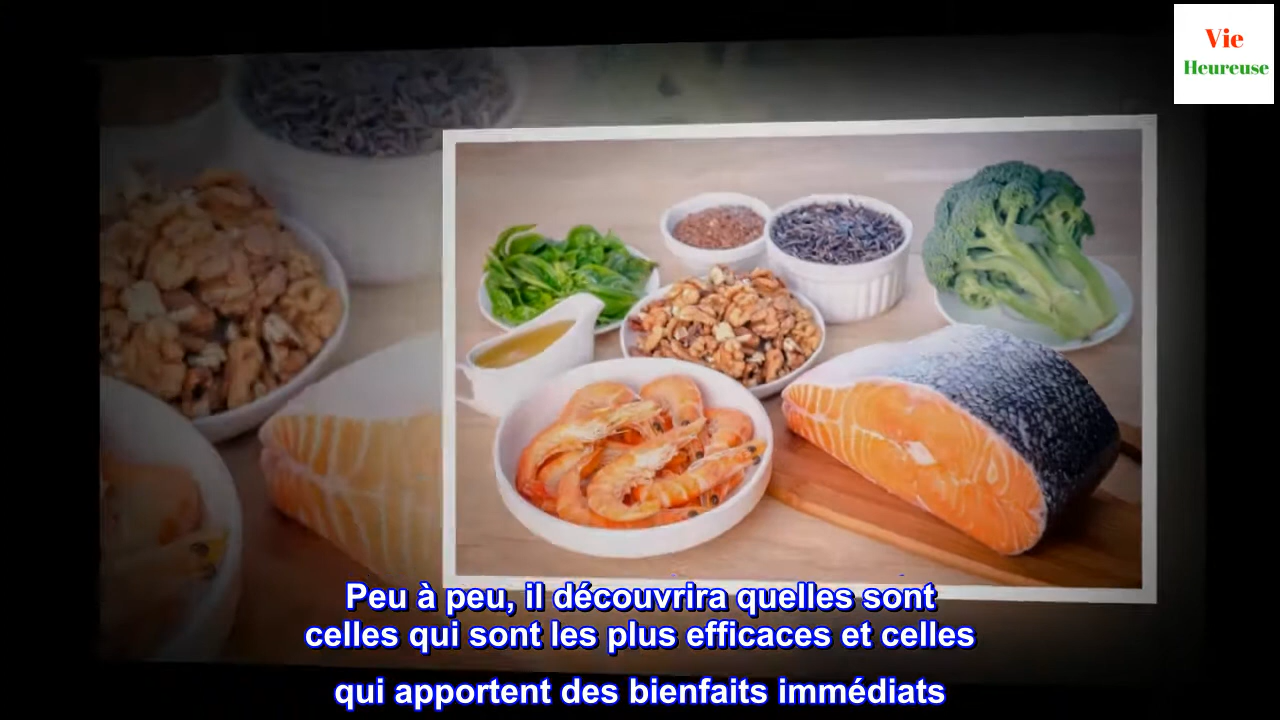 Vie
Heureuse
Peu à peu, il découvrira quelles sont
celles qui sont les plus efficaces et celles
qui apportent des bienfaits immédiats